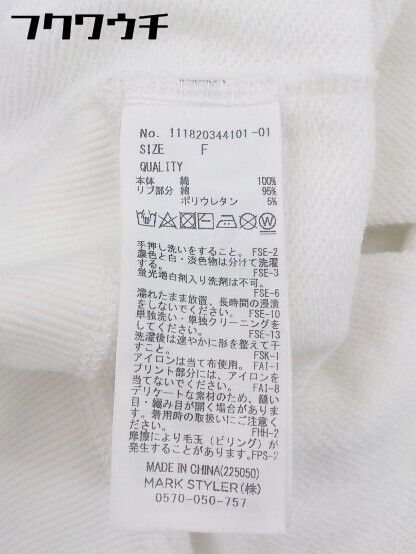 フクワウチ
No. 111820344101-01
SIZE F
QUALITY
本体 綿 100%
リブ部分 綿 95%
ポリウレタン 5%
手押し洗いをすること。 FSE-2
濃色と白・淡色物は分けて洗濯
する。 FSE-3
蛍光増白剤入り洗剤は不可。
FSE-6
濡れたまま放置、長時間の浸漬
をしないでください。 FSE-10
単独洗い・単独クリーニングを
してください。 FSE-13
洗濯後は速やかに形を整えて干
すこと。 FSK-1
アイロンは当て布使用。 FAI-1
プリント部分には、アイロンを
当てないでください。 FAI-8
デリケートな素材のため、縫い
目・編み目が開く場合がありま
す。着用時の取扱いにご注意く
ださい。 FHH-2
摩擦により毛玉(ピリング)が
発生することがあります。FPS-2
MADE IN CHINA(225050)
MARK STYLER(株)
0570-050-757